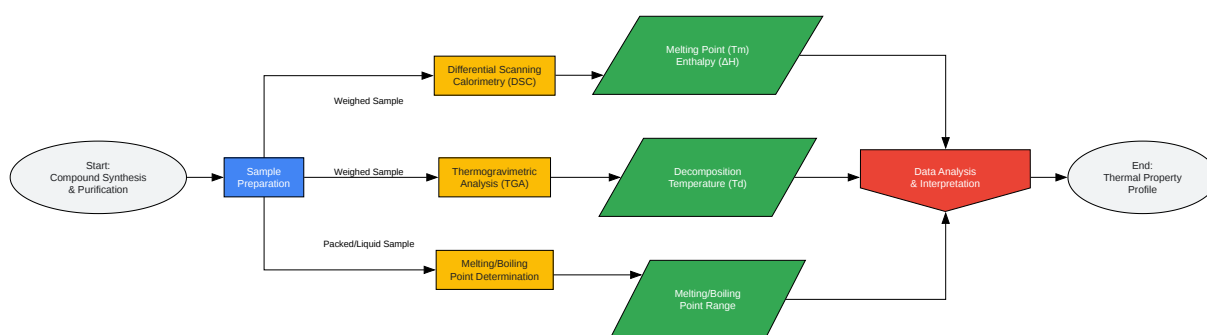 Melting Point (Tm)
Enthalpy (ΔH)
Differential Scanning
Calorimetry (DSC)
Weighed Sample
Start:
Compound Synthesis
& Purification
Sample
Preparation
Weighed Sample
Thermogravimetric
Analysis (TGA)
Decomposition
Temperature (Td)
Data Analysis
& Interpretation
End:
Thermal Property
Profile
Packed/Liquid Sample
Melting/Boiling
Point Determination
Melting/Boiling
Point Range